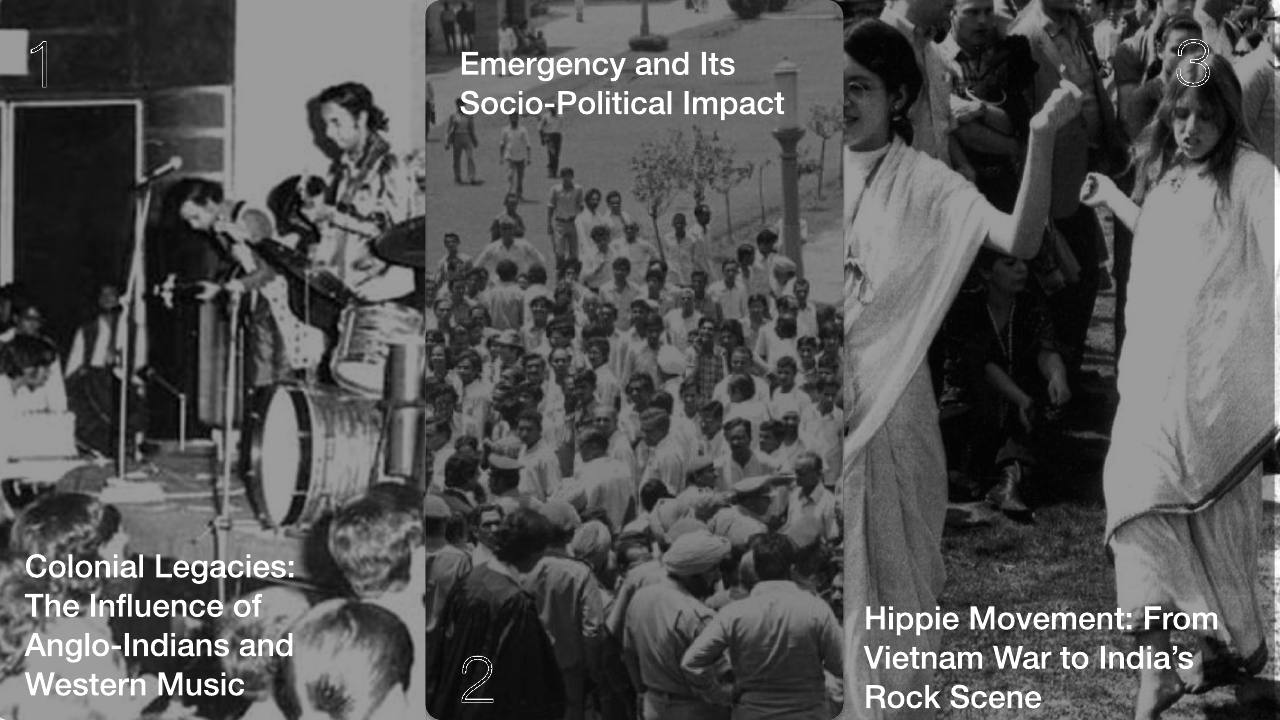 1
Colonial Legacies:
The Influence of
Anglo-Indians and
Western Music
Emergency and Its
Socio-Political Impact
2
3
Hippie Movement: From
Vietnam War to India’s
Rock Scene